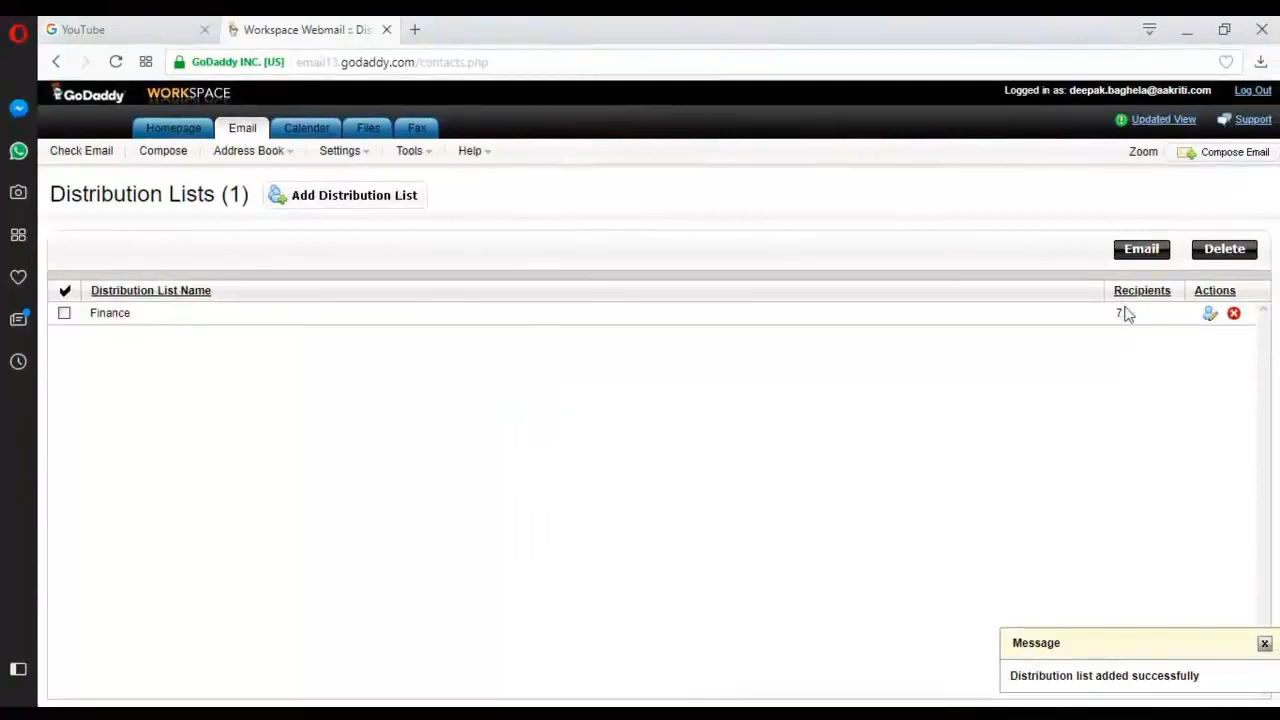 YouTube
Workspace Webmail :: Dis
GoDaddy INC. [US] email13.godaddy.com/contacts.php
GoDaddy WORKSPACE
Logged in as: deepak.baghela@aakriti.com Log Out
Homepage Email Calendar Files Fax
Updated View Support
Check Email Compose Address Book Settings Tools Help
Zoom Compose Email
Distribution Lists (1) Add Distribution List
Email Delete
Distribution List Name Recipients Actions
Finance 7
Message
Distribution list added successfully